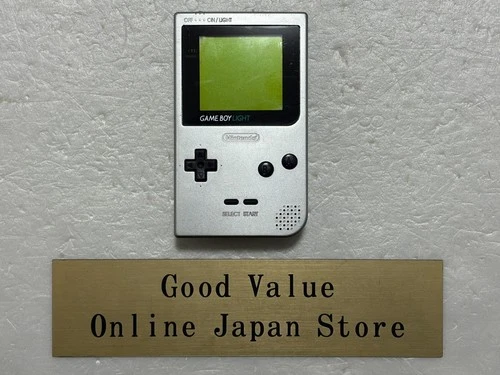 OFF ··· ON/LIGHT
GAME BOY LIGHT
Nintendo
SELECT START
Good Value
Online Japan Store